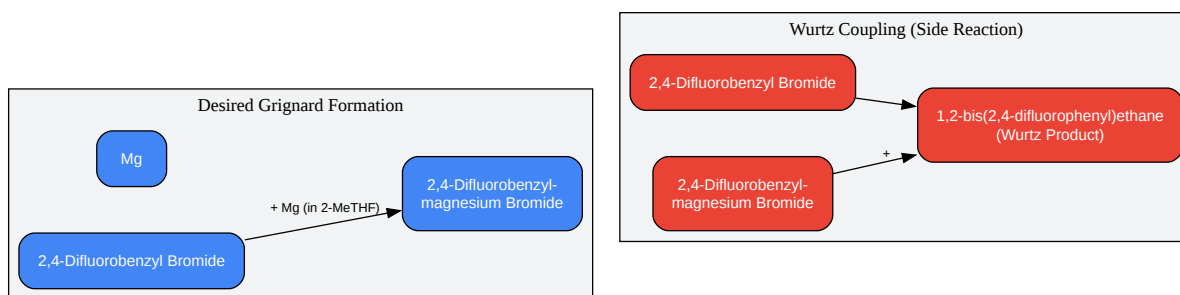 Desired Grignard Formation
Mg
2,4-Difluorobenzyl-
magnesium Bromide
+ Mg (in 2-MeTHF)
2,4-Difluorobenzyl Bromide
Wurtz Coupling (Side Reaction)
2,4-Difluorobenzyl Bromide
1,2-bis(2,4-difluorophenyl)ethane
(Wurtz Product)
+
2,4-Difluorobenzyl-
magnesium Bromide